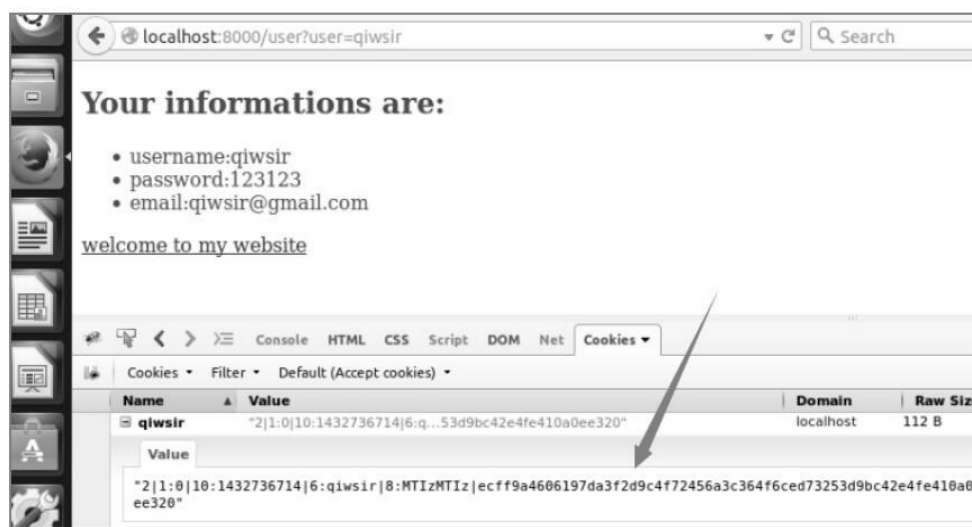 localhost:8000/user?user=qiwsir
Search
Your informations are:
• username:qiwsir
• password:123123
• email:qiwsir@gmail.com
welcome to my website
Console HTML CSS Script DOM Net Cookies
Cookies Filter Default (Accept cookies)
Name Value Domain Raw Siz
qiwsir "2|1:0|10:1432736714|6:q...53d9bc42e4fe410a0ee320" localhost 112 B
Value
"2|1:0|10:1432736714|6:qiwsir|8:MTIzMTIz|ecff9a4606197da3f2d9c4f72456a3c364f6ced73253d9bc42e4fe410a0
ee320"